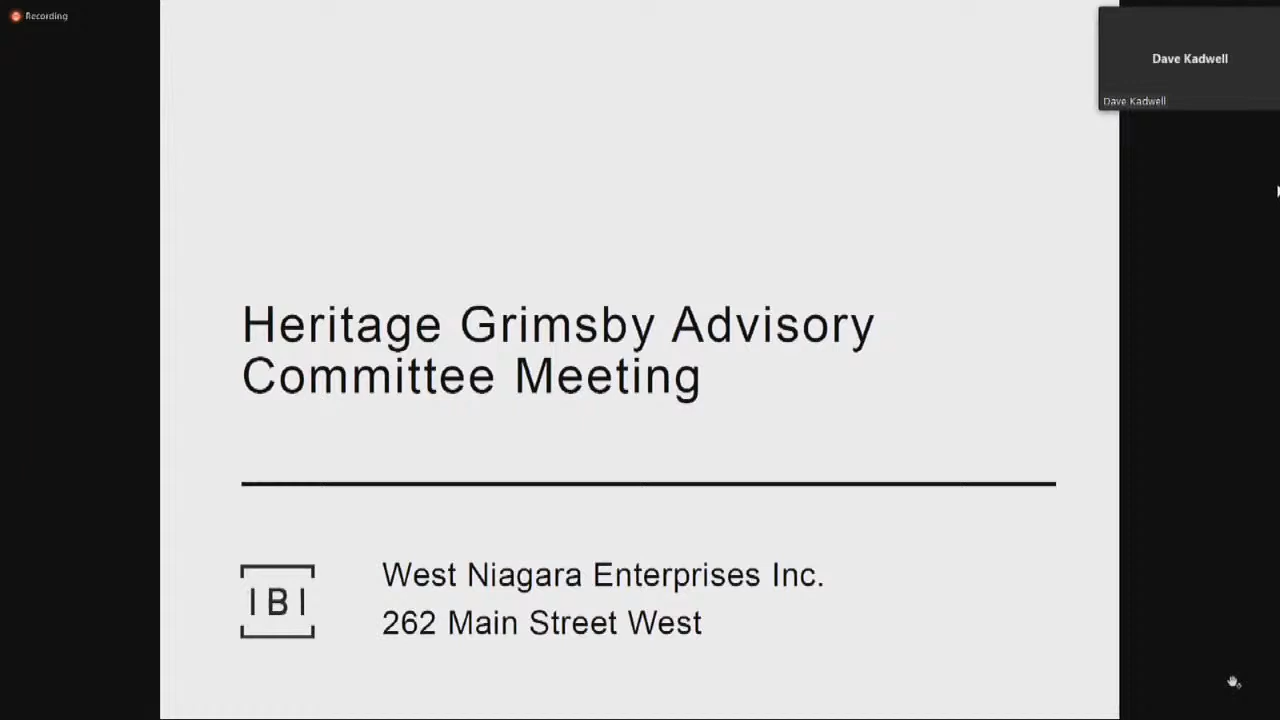 Recording
Dave Kadwell
Dave Kadwell
Heritage Grimsby Advisory
Committee Meeting
IBI
West Niagara Enterprises Inc.
262 Main Street West